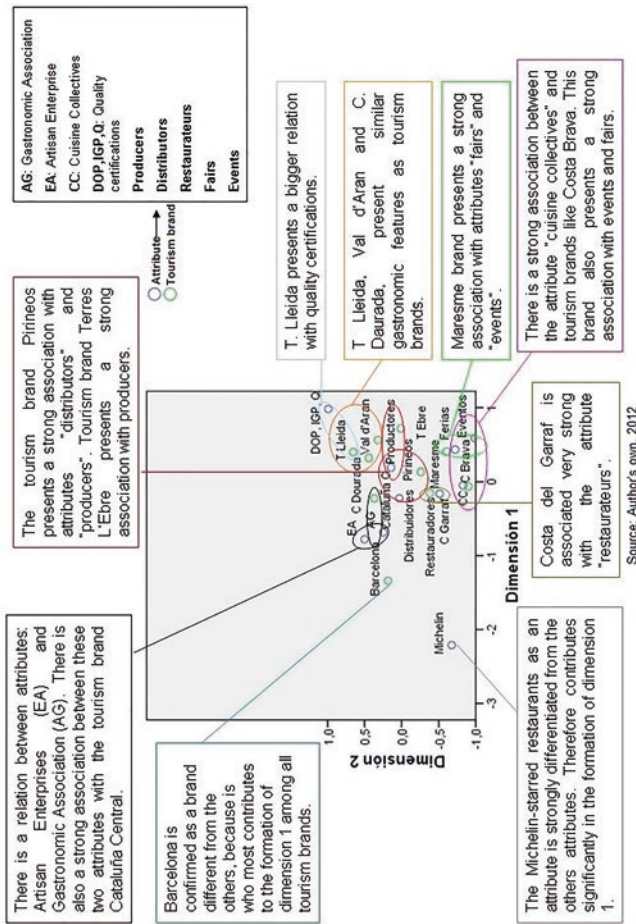 There is a relation between attributes:
Artisan Enterprises (EA) and
Gastronomic Association (AG). There is
also a strong association between these
two attributes with the tourism brand
Cataluña Central.
The tourism brand Pirineos
presents a strong association with
attributes "distributors" and
"producers". Tourism brand Terres
L'Ebre presents a strong
association with producers.
AG: Gastronomic Association
EA: Artisan Enterprise
CC: Cuisine Collectives
DOP,IGP,Q: Quality
certifications
Producers
Distributors
Restaurateurs
Fairs
Events
Attribute
Tourism brand
Barcelona is
confirmed as a brand
different from the
others, because is
who most contributes
to the formation of
dimension 1 among all
tourism brands.
T. Lleida presents a bigger relation
with quality certifications.
T Lleida, Val d'Aran and C.
Daurada, present similar
gastronomic features as tourism
brands.
Maresme brand presents a strong
association with attributes "fairs" and
"events".
There is a strong association between
the attribute "cuisine collectives" and
tourism brands like Costa Brava. This
brand also presents a strong
association with events and fairs.
Costa del Garraf is
associated very strong
with the attribute
"restaurateurs".
The Michelin-starred restaurants as an
attribute is strongly differentiated from the
others attributes. Therefore contributes
significantly in the formation of dimension
1.
Dimensión 2
1,0
0,5
0,0
-0,5
-1,0
DOP, IGP, Q
T Lleida
Val d'Aran
C Dourada
EA
AG
Cataluña C
Productores
Barcelona
Pirineos
T Ebre
Distribuidores
Restauradores
Maresme
Ferias
C Garraf
Michelin
CC
C Brava
Eventos
-3
-2
-1
0
1
Dimensión 1
Source: Author's own, 2012